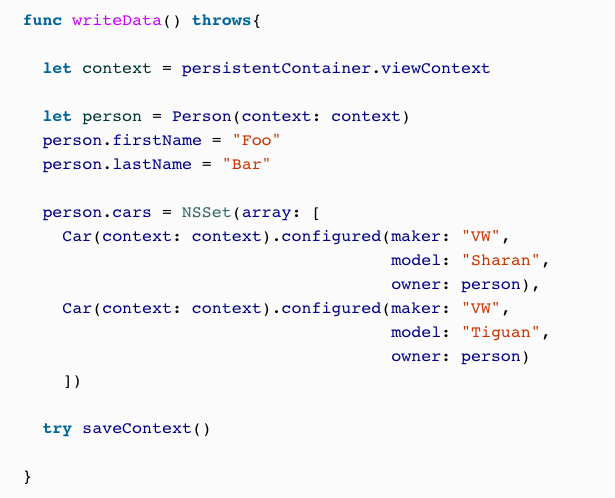 func writeData() throws{
let context = persistentContainer.viewContext
let person = Person(context: context)
person.firstName = "Foo"
person.lastName = "Bar"
person.cars = NSSet(array: [
Car(context: context).configured(maker: "VW",
model: "Sharan",
owner: person),
Car(context: context).configured(maker: "VW",
model: "Tiguan",
owner: person)
])
try saveContext()
}